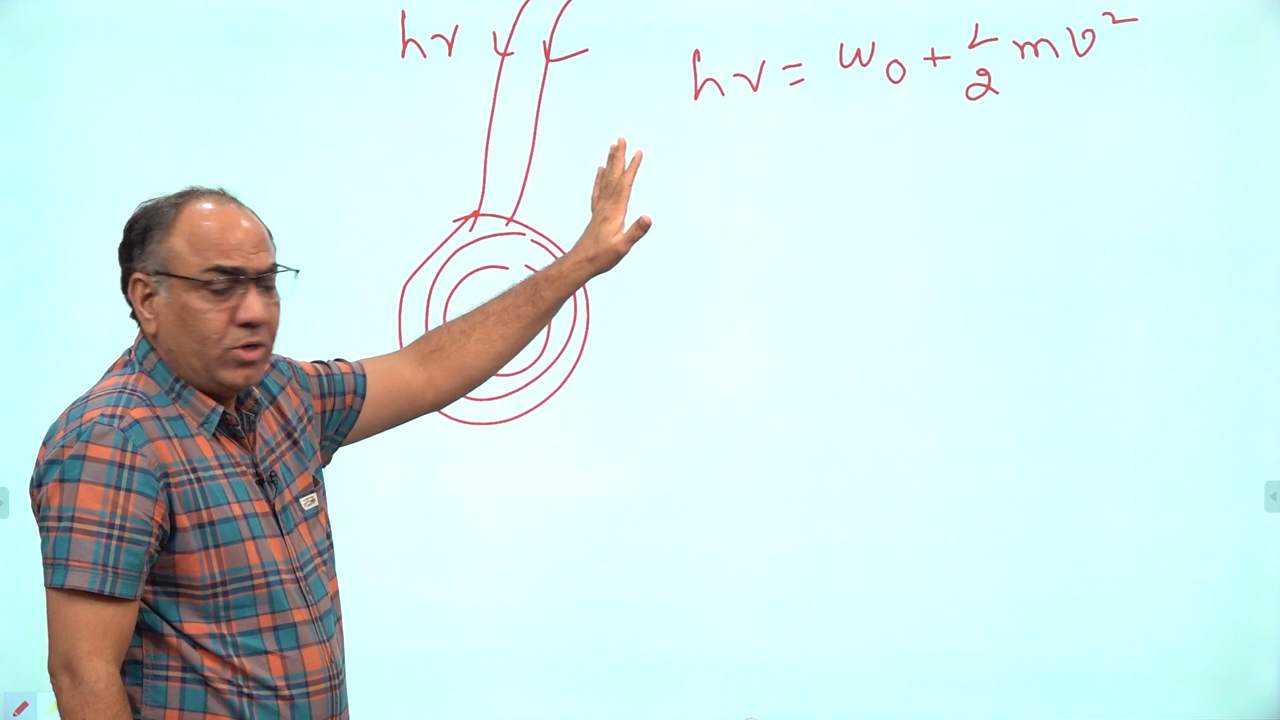 hν
hν = w₀ + 1/2 mv²